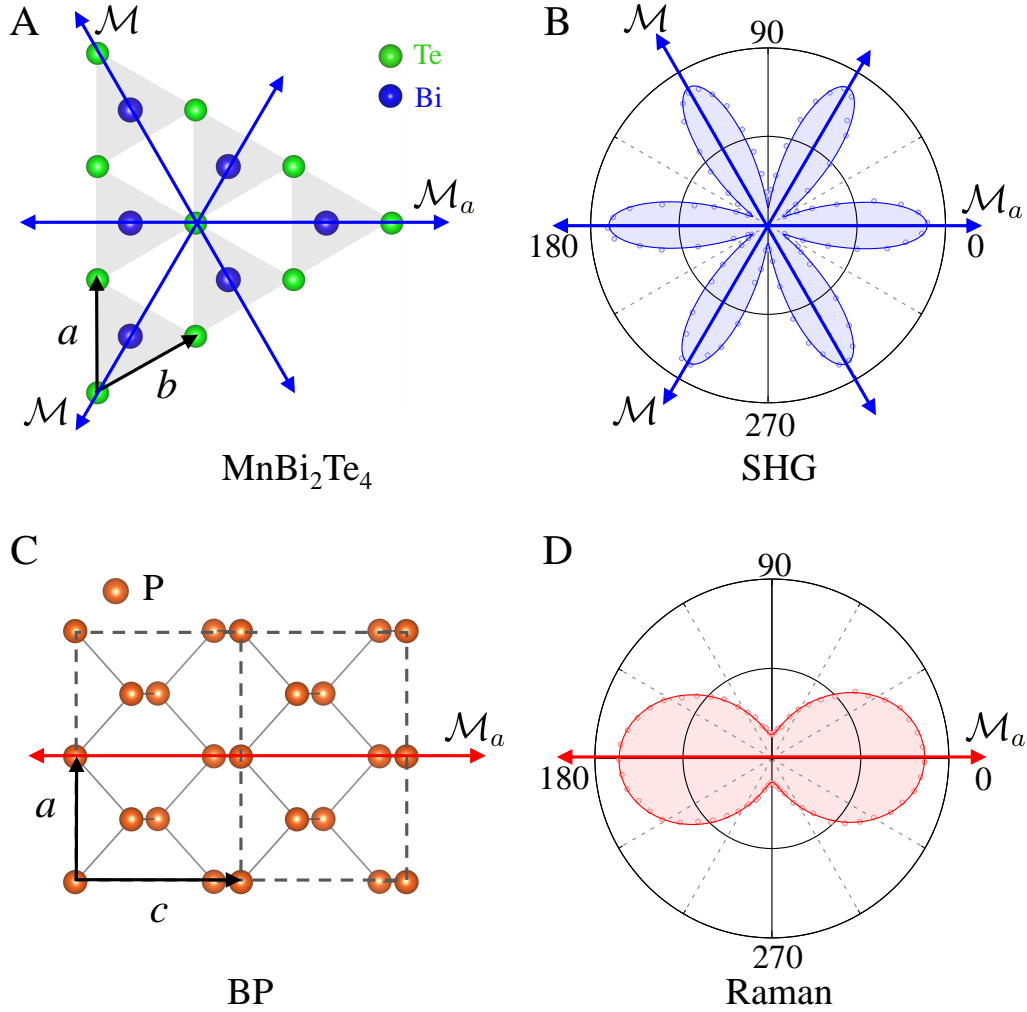 A
ℳ
Te
Bi
ℳₐ
a
b
ℳ
MnBi₂Te₄
B
ℳ
90
ℳₐ
180
0
ℳ
270
SHG
C
P
ℳₐ
a
c
BP
D
90
ℳₐ
180
0
270
Raman